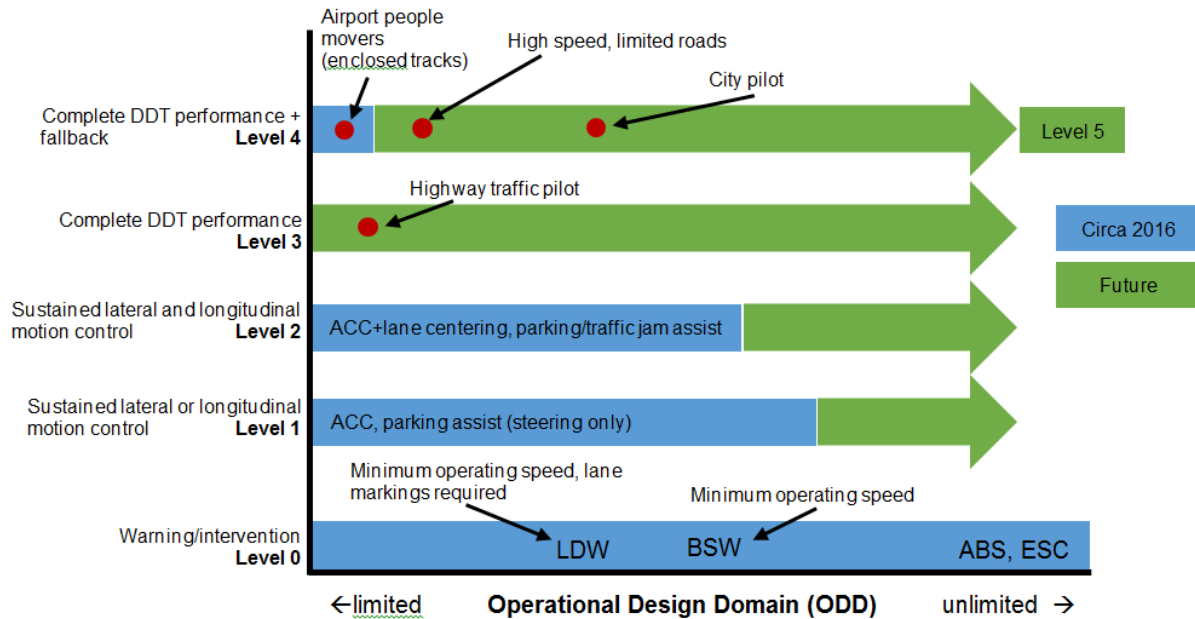 Airport people
movers
(enclosed tracks)
High speed, limited roads
City pilot
Complete DDT performance +
fallback
Level 4
Level 5
Highway traffic pilot
Complete DDT performance
Level 3
Circa 2016
Future
Sustained lateral and longitudinal
motion control
Level 2
ACC+lane centering, parking/traffic jam assist
Sustained lateral or longitudinal
motion control
Level 1
ACC, parking assist (steering only)
Minimum operating speed, lane
markings required
Minimum operating speed
Warning/intervention
Level 0
LDW
BSW
ABS, ESC
←limited
Operational Design Domain (ODD)
unlimited →